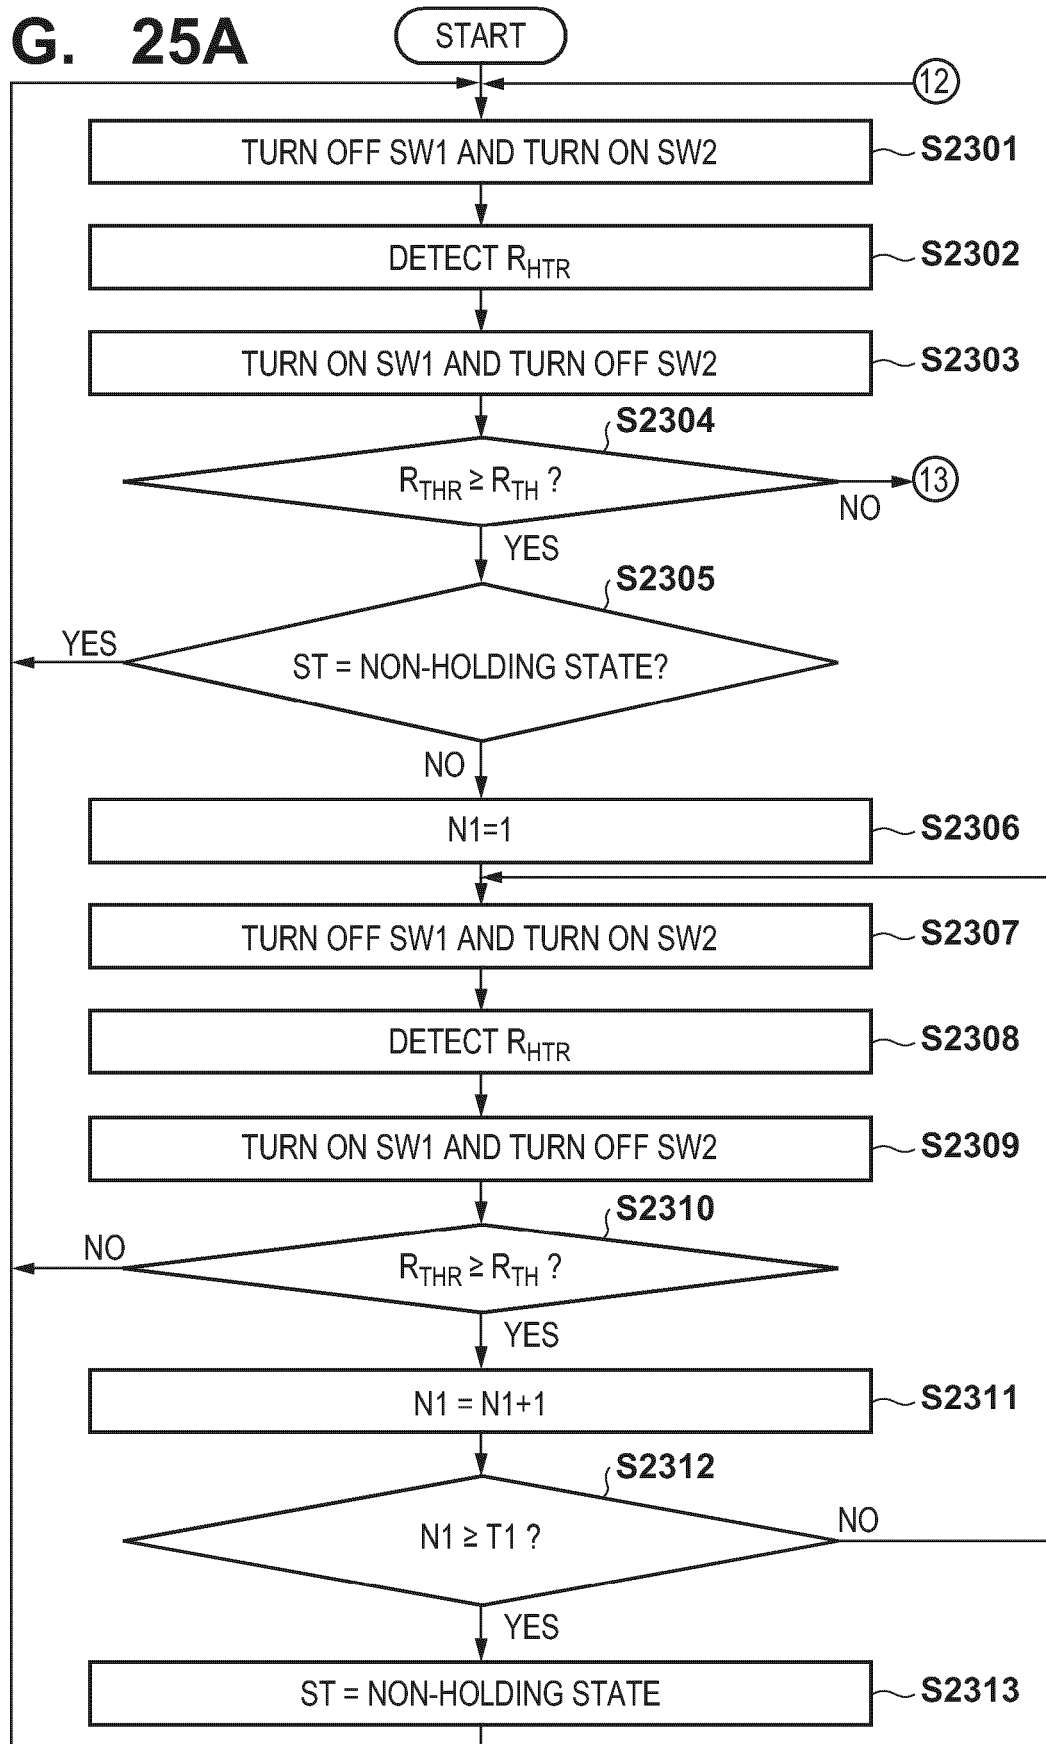 G. 25A
START
12
TURN OFF SW1 AND TURN ON SW2
S2301
DETECT RHTR
S2302
TURN ON SW1 AND TURN OFF SW2
S2303
S2304
RTHR ≥ RTH ?
NO
13
YES
S2305
YES
ST = NON-HOLDING STATE?
NO
N1=1
S2306
TURN OFF SW1 AND TURN ON SW2
S2307
DETECT RHTR
S2308
TURN ON SW1 AND TURN OFF SW2
S2309
S2310
NO
RTHR ≥ RTH ?
YES
N1 = N1+1
S2311
S2312
N1 ≥ T1 ?
NO
YES
ST = NON-HOLDING STATE
S2313